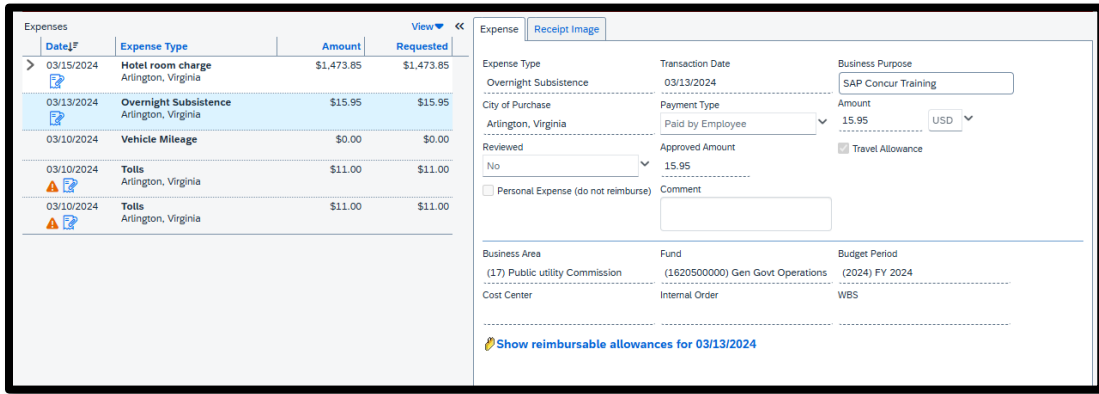 Expenses View
Date Expense Type Amount Requested
03/15/2024 Hotel room charge $1,473.85 $1,473.85
Arlington, Virginia
03/13/2024 Overnight Subsistence $15.95 $15.95
Arlington, Virginia
03/10/2024 Vehicle Mileage $0.00 $0.00
03/10/2024 Tolls $11.00 $11.00
Arlington, Virginia
03/10/2024 Tolls $11.00 $11.00
Arlington, Virginia
Expense Receipt Image
Expense Type Transaction Date Business Purpose
Overnight Subsistence 03/13/2024 SAP Concur Training
City of Purchase Payment Type Amount
Arlington, Virginia Paid by Employee 15.95 USD
Reviewed Approved Amount Travel Allowance
No 15.95
Personal Expense (do not reimburse) Comment
Business Area Fund Budget Period
(17) Public utility Commission (1620500000) Gen Govt Operations (2024) FY 2024
Cost Center Internal Order WBS
Show reimbursable allowances for 03/13/2024